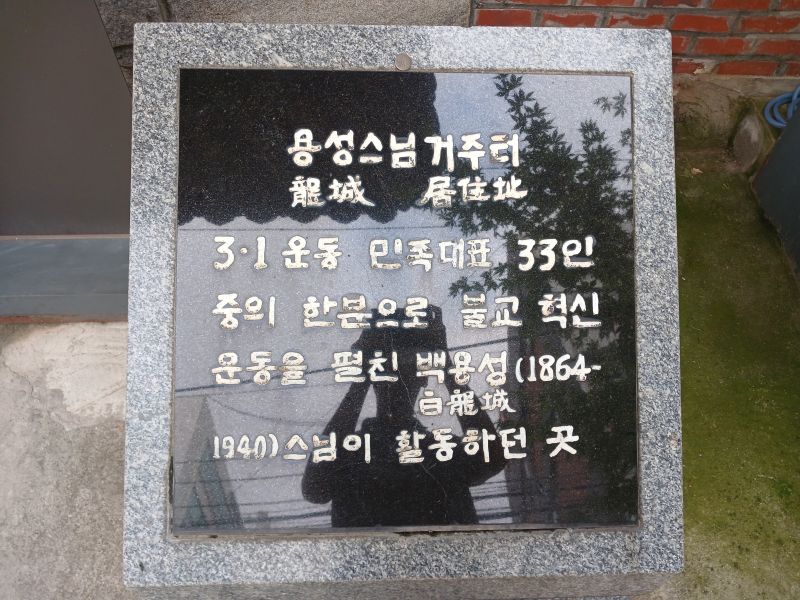 용성스님거주터
龍城 居住址
3·1운동 민족대표 33인
중의 한분으로 불교 혁신
운동을 펼친 백용성(1864-
白龍城
1940)스님이 활동하던 곳